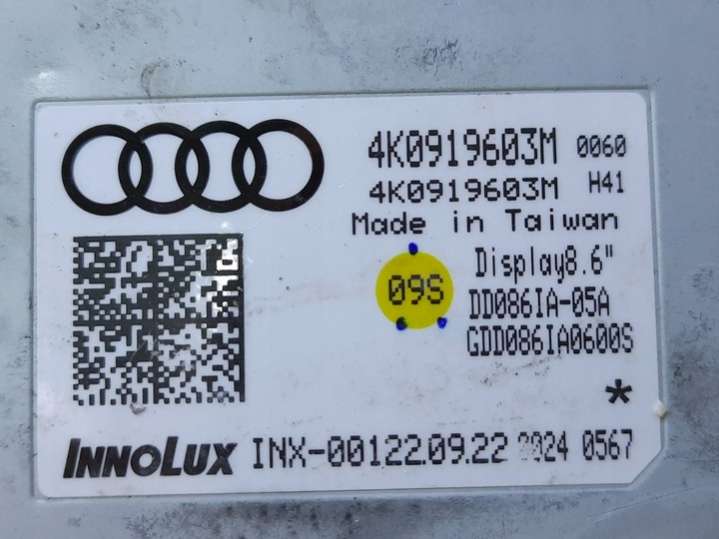 4K0919603M 0060
4K0919603M H41
Made in Taiwan
Display8.6"
09S
DD086IA-05A
GDD086IA0600S
*
INNOLUX INX-00122.09.22 0567